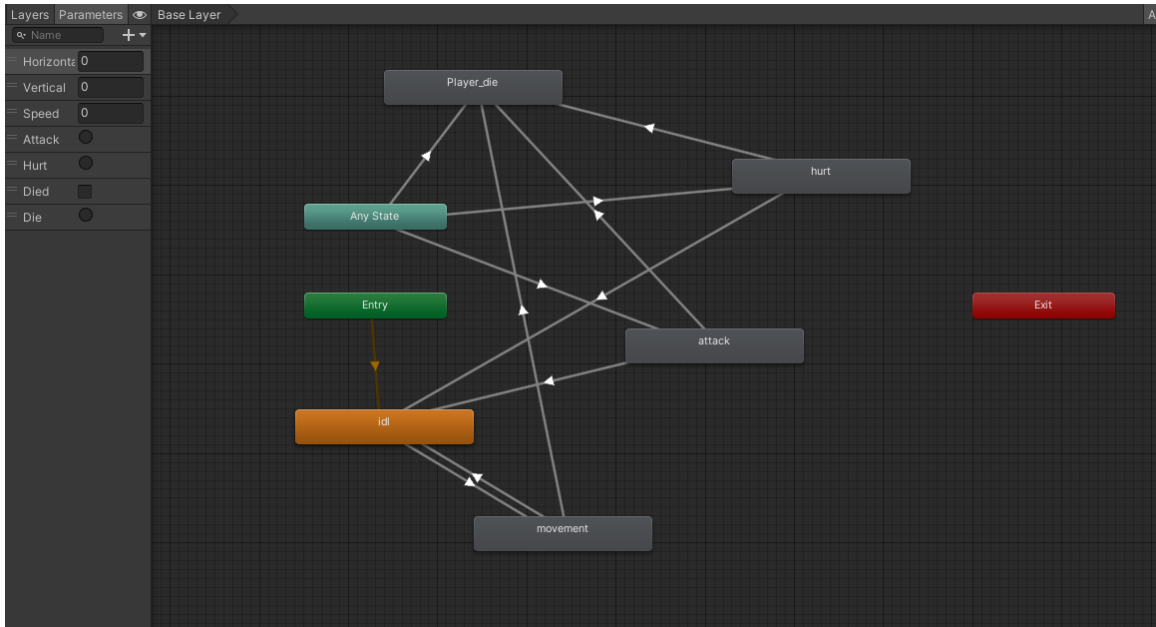 Layers Parameters Base Layer A
Name
Horizonta 0
Vertical 0
Speed 0
Attack
Hurt
Died
Die
Player_die
hurt
Any State
Entry
Exit
attack
idl
movement